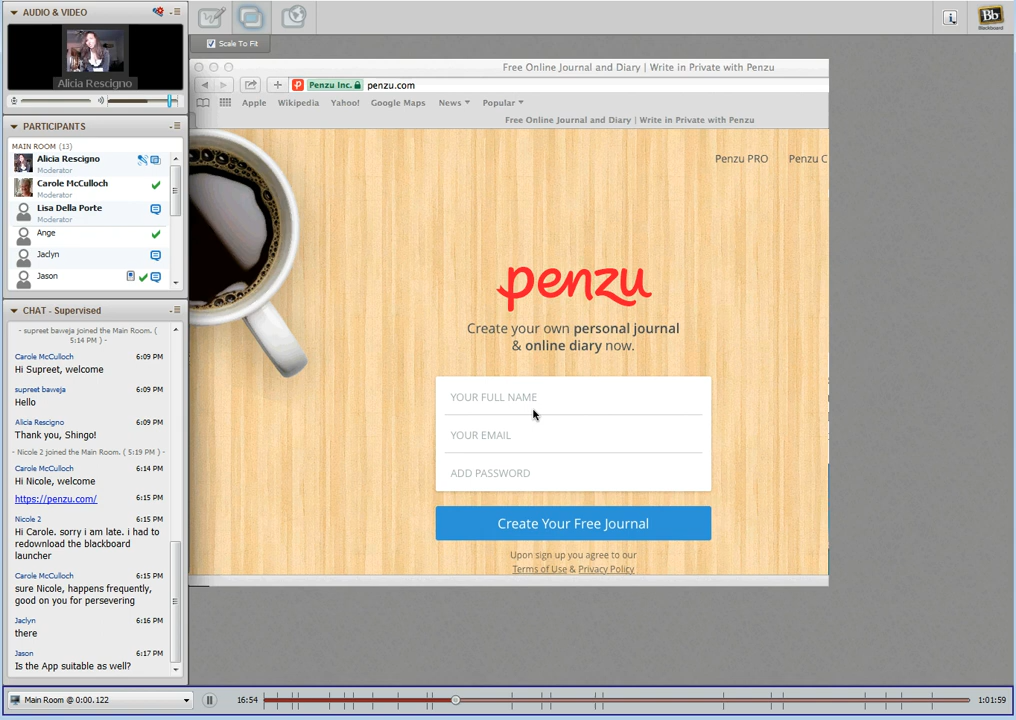 AUDIO & VIDEO
Alicia Rescigno
PARTICIPANTS
MAIN ROOM (13)
Alicia Rescigno
Moderator
Carole McCulloch
Moderator
Lisa Della Porte
Moderator
Ange
Jaclyn
Jason
CHAT - Supervised
- supreet baweja joined the Main Room. (
5:14 PM ) -
Carole McCulloch 6:09 PM
Hi Supreet, welcome
supreet baweja 6:09 PM
Hello
Alicia Rescigno 6:09 PM
Thank you, Shingo!
- Nicole 2 joined the Main Room. ( 5:19 PM ) -
Carole McCulloch 6:14 PM
Hi Nicole, welcome
https://penzu.com/ 6:15 PM
Nicole 2 6:15 PM
Hi Carole. sorry i am late. i had to
redownload the blackboard
launcher
Carole McCulloch 6:15 PM
sure Nicole, happens frequently,
good on you for persevering
Jaclyn 6:16 PM
there
Jason 6:17 PM
Is the App suitable as well?
Main Room @ 0:00.122
16:54
1:01:59
Scale To Fit
Bb
Blackboard
Free Online Journal and Diary | Write in Private with Penzu
Penzu Inc. penzu.com
Apple Wikipedia Yahoo! Google Maps News Popular
Free Online Journal and Diary | Write in Private with Penzu
Penzu PRO Penzu C
penzu
Create your own personal journal
& online diary now.
YOUR FULL NAME
YOUR EMAIL
ADD PASSWORD
Create Your Free Journal
Upon sign up you agree to our
Terms of Use & Privacy Policy